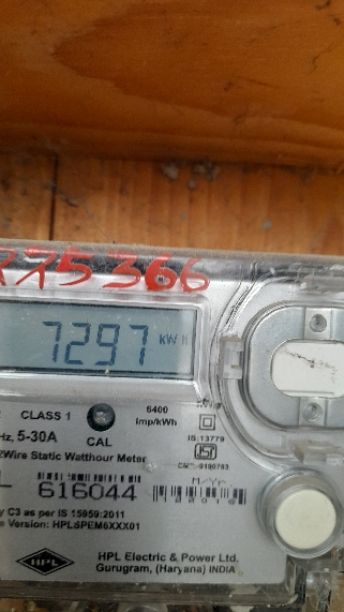 775366
7297 kWh
CLASS 1
6400
imp/kWh
Hz, 5-30A
CAL
IS:13779
2Wire Static Watthour Meter
616044
M/Yr
y C3 as per IS 15959:2011
e Version: HPLSPEM6XXX01
HPL
HPL Electric & Power Ltd.
Gurugram, (Haryana) INDIA